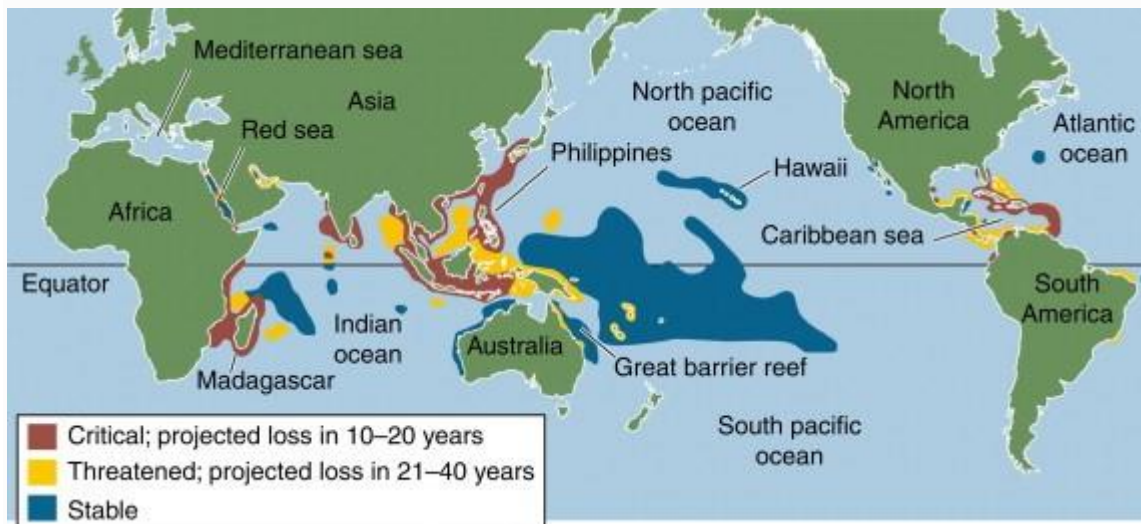 Mediterranean sea
Asia
Red sea
Africa
Equator
Madagascar
Indian
ocean
Philippines
North pacific
ocean
Hawaii
North
America
Atlantic
ocean
Caribbean sea
South
America
Australia
Great barrier reef
South pacific
ocean
Critical; projected loss in 10–20 years
Threatened; projected loss in 21–40 years
Stable